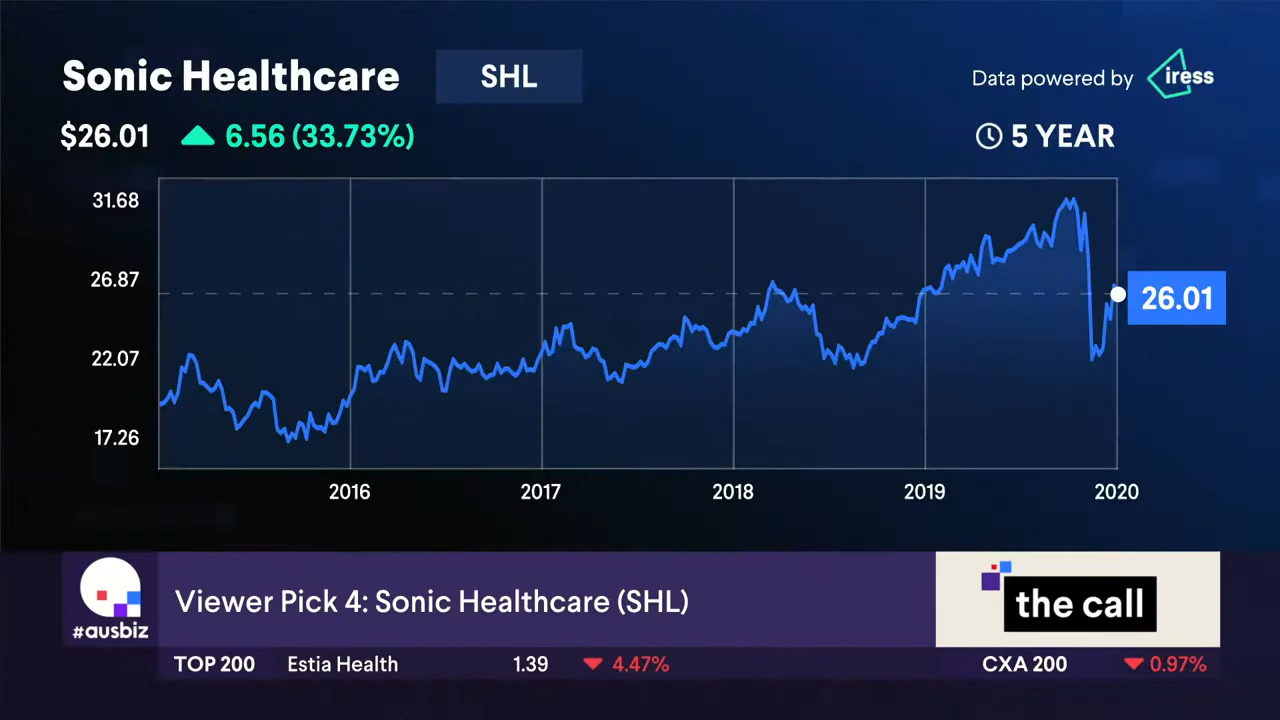 Sonic Healthcare SHL
Data powered by iress
$26.01 6.56 (33.73%)
5 YEAR
31.68
26.87
22.07
17.26
26.01
2016 2017 2018 2019 2020
#ausbiz
Viewer Pick 4: Sonic Healthcare (SHL)
the call
TOP 200 Estia Health 1.39 4.47% CXA 200 0.97%